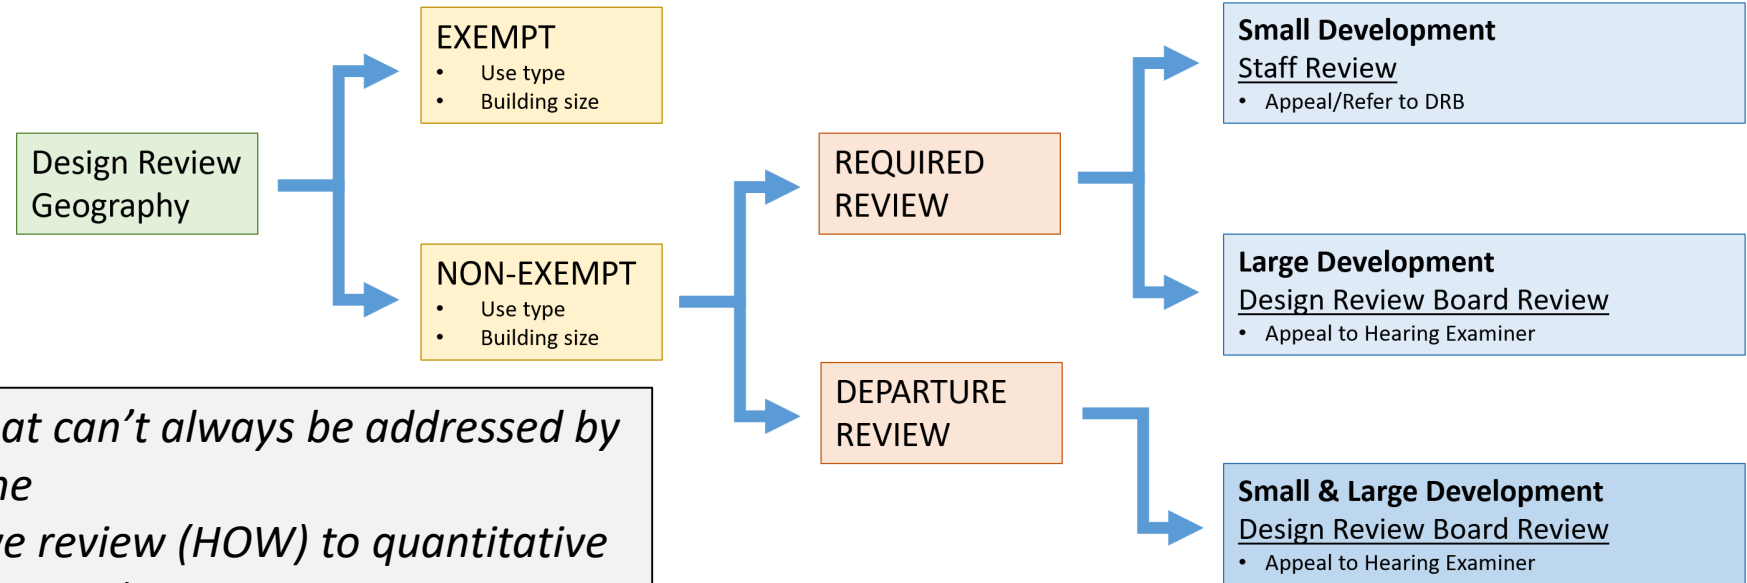 EXEMPT
• Use type
• Building size
Design Review
Geography
NON-EXEMPT
• Use type
• Building size
REQUIRED
REVIEW
DEPARTURE
REVIEW
Small Development
Staff Review
• Appeal/Refer to DRB
Large Development
Design Review Board Review
• Appeal to Hearing Examiner
Small & Large Development
Design Review Board Review
• Appeal to Hearing Examiner
can't always be addressed by
review (HOW) to quantitative